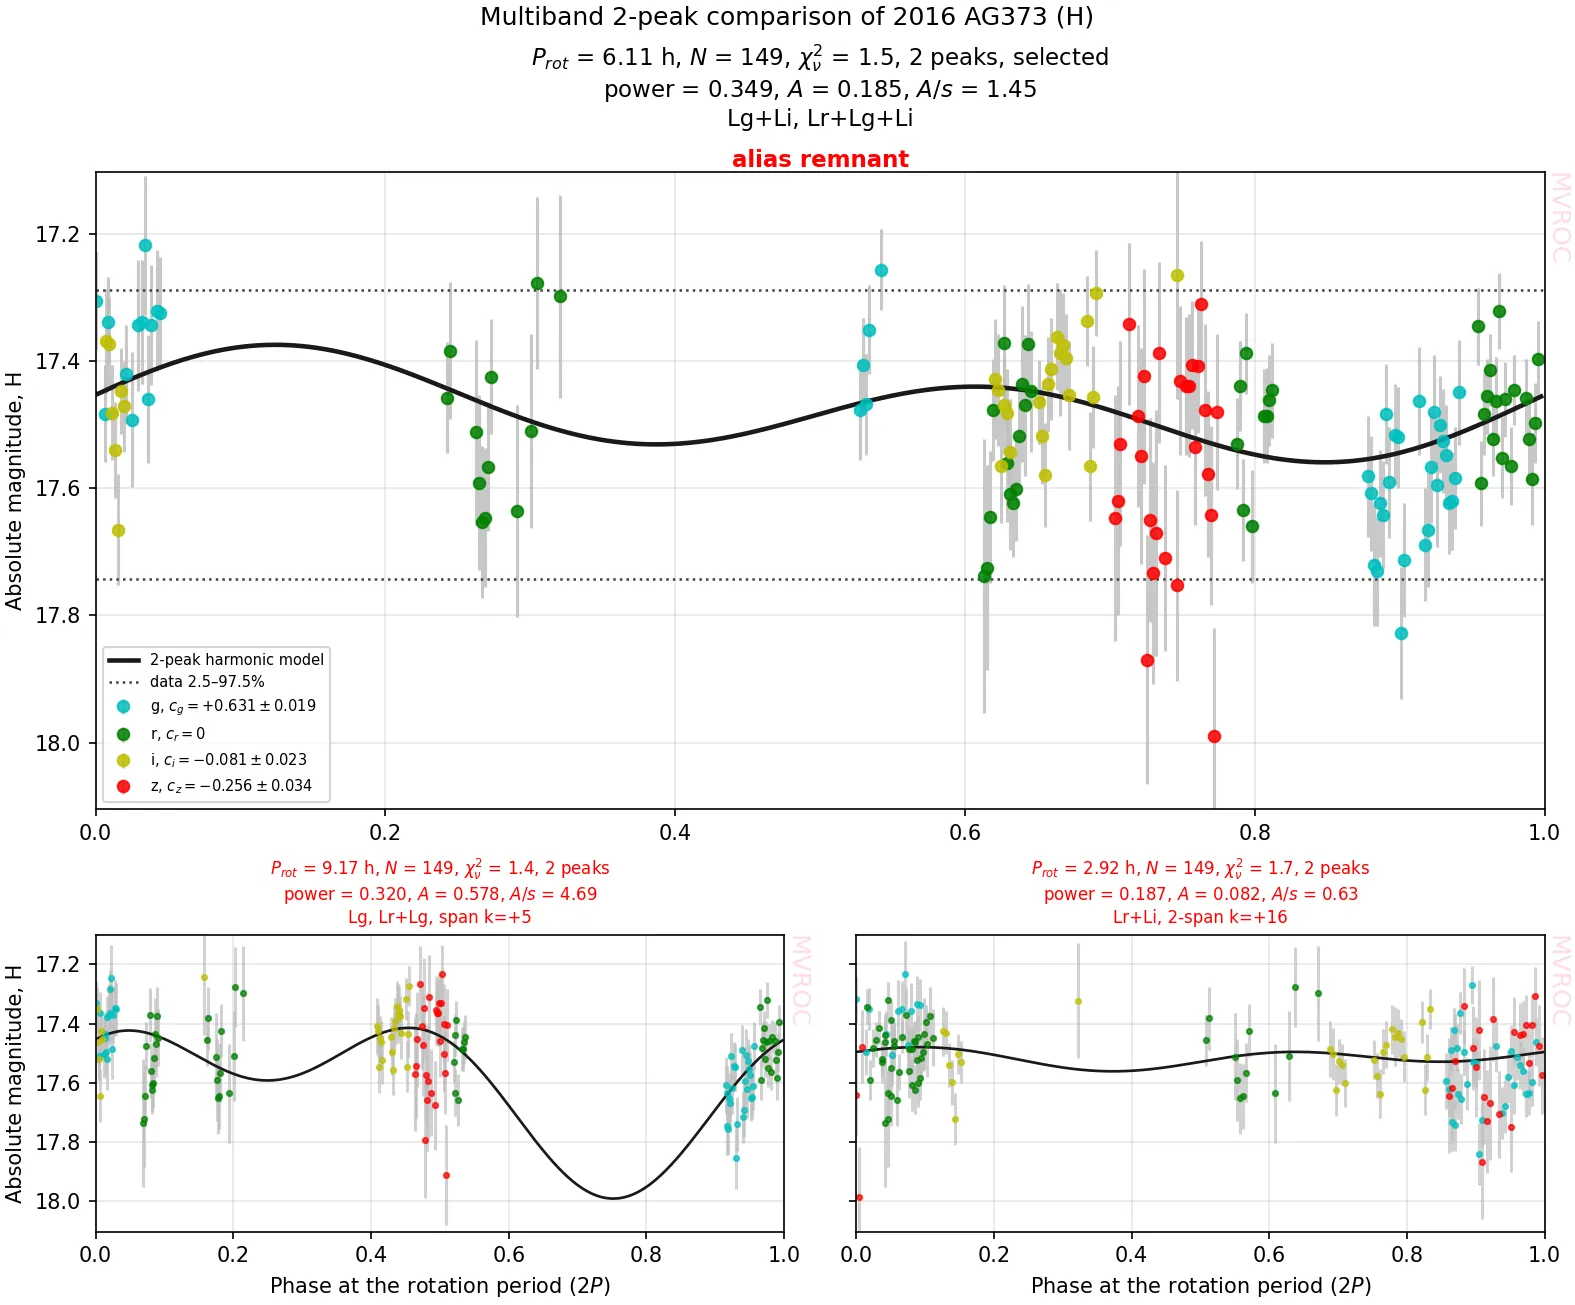 Multiband 2-peak comparison of 2016 AG373 (H)
P_rot = 6.11 h, N = 149, χ²_ν = 1.5, 2 peaks, selected
power = 0.349, A = 0.185, A/s = 1.45
Lg+Li, Lr+Lg+Li
alias remnant
MVROC
17.2
17.4
17.6
17.8
18.0
Absolute magnitude, H
2-peak harmonic model
data 2.5–97.5%
g, c_g = +0.631 ± 0.019
r, c_r = 0
i, c_i = −0.081 ± 0.023
z, c_z = −0.256 ± 0.034
0.0 0.2 0.4 0.6 0.8 1.0
P_rot = 9.17 h, N = 149, χ²_ν = 1.4, 2 peaks
power = 0.320, A = 0.578, A/s = 4.69
Lg, Lr+Lg, span k=+5
MVROC
17.2
17.4
17.6
17.8
18.0
Absolute magnitude, H
0.0 0.2 0.4 0.6 0.8 1.0
Phase at the rotation period (2P)
P_rot = 2.92 h, N = 149, χ²_ν = 1.7, 2 peaks
power = 0.187, A = 0.082, A/s = 0.63
Lr+Li, 2-span k=+16
MVROC
0.0 0.2 0.4 0.6 0.8 1.0
Phase at the rotation period (2P)